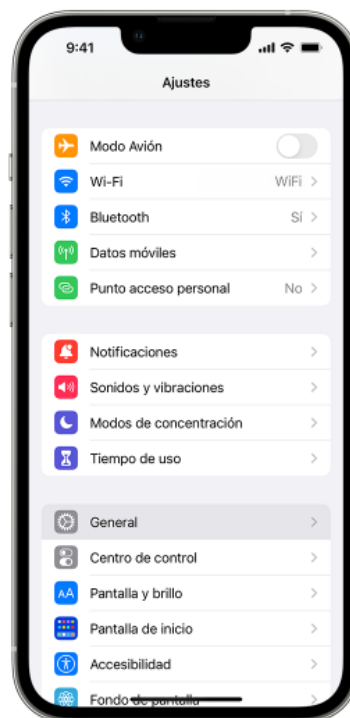 9:41
Ajustes
Modo Avión
Wi-Fi WiFi
Bluetooth Sí
Datos móviles
Punto acceso personal No
Notificaciones
Sonidos y vibraciones
Modos de concentración
Tiempo de uso
General
Centro de control
AA Pantalla y brillo
Pantalla de inicio
Accesibilidad
Fondo de pantalla